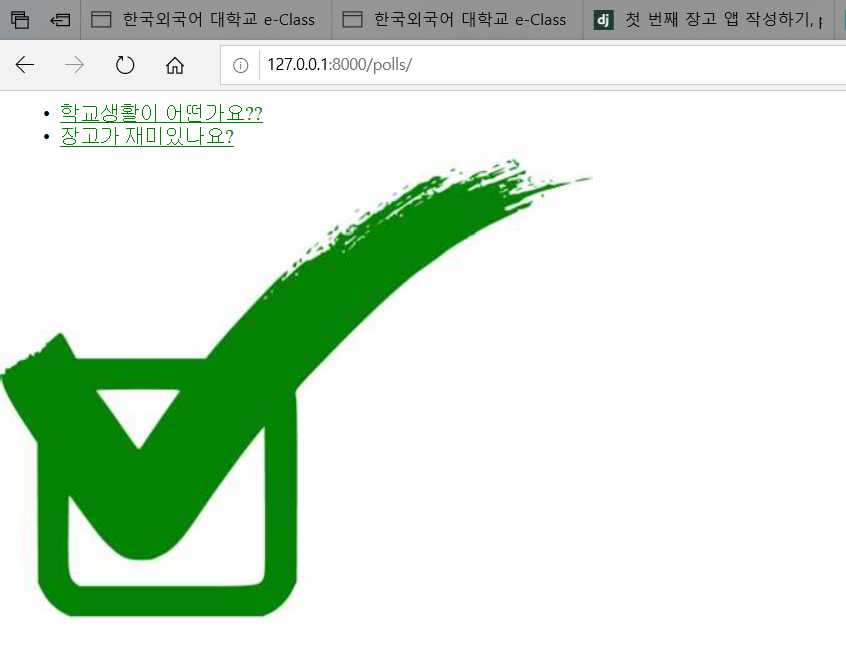 한국외국어 대학교 e-Class
한국외국어 대학교 e-Class
dj 첫 번째 장고 앱 작성하기,
127.0.0.1:8000/polls/
• 학교생활이 어떤가요??
• 장고가 재미있나요?